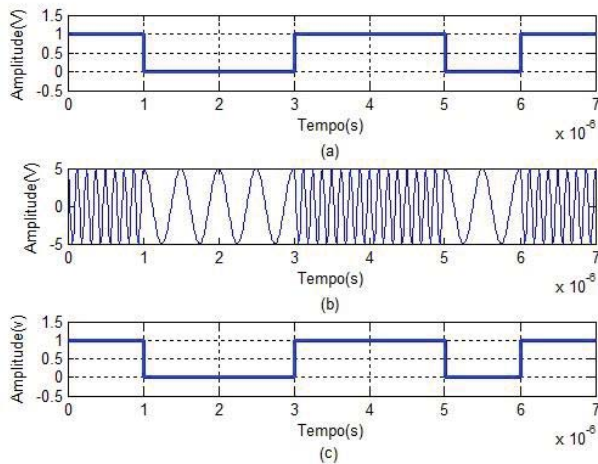 Amplitude(V)
1.5
1
0.5
0
-0.5
0 1 2 3 4 5 6 7
Tempo(s)
x 10^-6
(a)
Amplitude(V)
5
0
-5
0 1 2 3 4 5 6 7
Tempo(s)
x 10^-6
(b)
Amplitude(v)
1.5
1
0.5
0
-0.5
0 1 2 3 4 5 6 7
Tempo(s)
x 10^-6
(c)